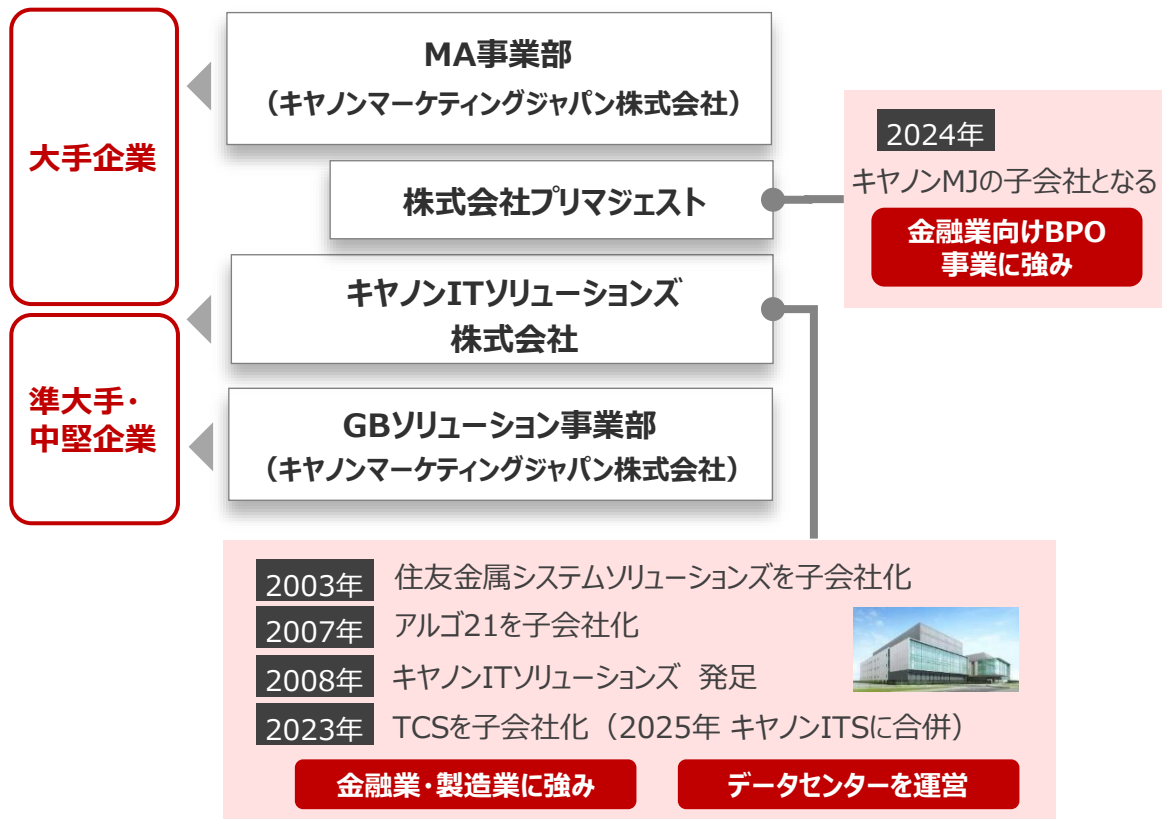 大手企業
準大手・
中堅企業
MA事業部
（キヤノンマーケティングジャパン株式会社）
株式会社プリマジェスト
キヤノンITソリューションズ
株式会社
GBソリューション事業部
（キヤノンマーケティングジャパン株式会社）
2024年
キヤノンMJの子会社となる
金融業向けBPO
事業に強み
2003年 住友金属システムソリューションズを子会社化
2007年 アルゴ21を子会社化
2008年 キヤノンITソリューションズ 発足
2023年 TCSを子会社化（2025年 キヤノンITSに合併）
金融業・製造業に強み
データセンターを運営